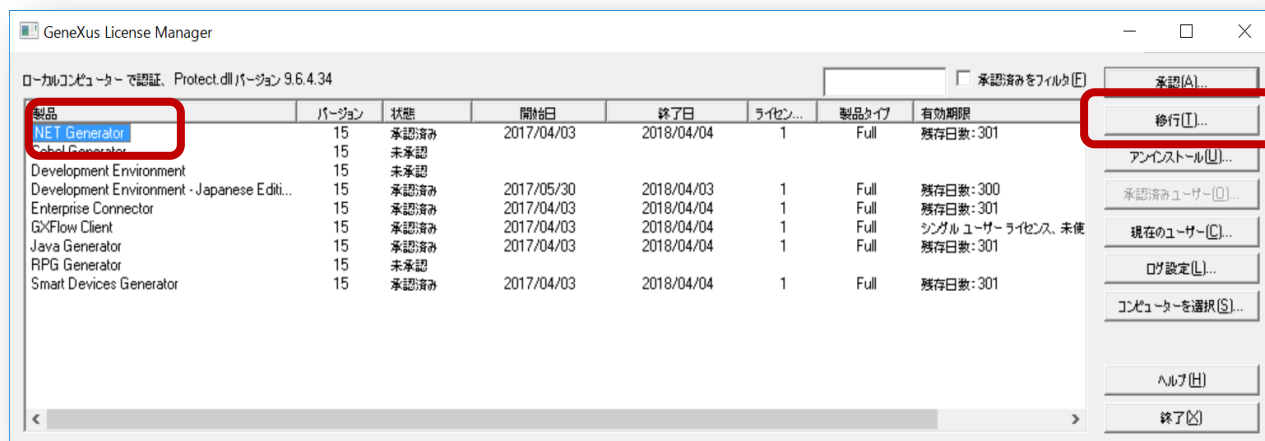 GeneXus License Manager
ローカルコンピューター で認証、Protect.dll バージョン 9.6.4.34
承認済みをフィルタ(F)
製品 バージョン 状態 開始日 終了日 ライセン... 製品タイプ 有効期限
.NET Generator 15 承認済み 2017/04/03 2018/04/04 1 Full 残存日数:301
Cobol Generator 15 未承認
Development Environment 15 未承認
Development Environment - Japanese Editi... 15 承認済み 2017/05/30 2018/04/03 1 Full 残存日数:300
Enterprise Connector 15 承認済み 2017/04/03 2018/04/04 1 Full 残存日数:301
GXFlow Client 15 承認済み 2017/04/03 2018/04/04 1 Full シングル ユーザー ライセンス、未使
Java Generator 15 承認済み 2017/04/03 2018/04/04 1 Full 残存日数:301
RPG Generator 15 未承認
Smart Devices Generator 15 承認済み 2017/04/03 2018/04/04 1 Full 残存日数:301
承認(A)...
移行(T)...
アンインストール(U)...
承認済みユーザー(O)...
現在のユーザー(C)...
ログ設定(L)...
コンピューターを選択(S)...
ヘルプ(H)
終了(X)